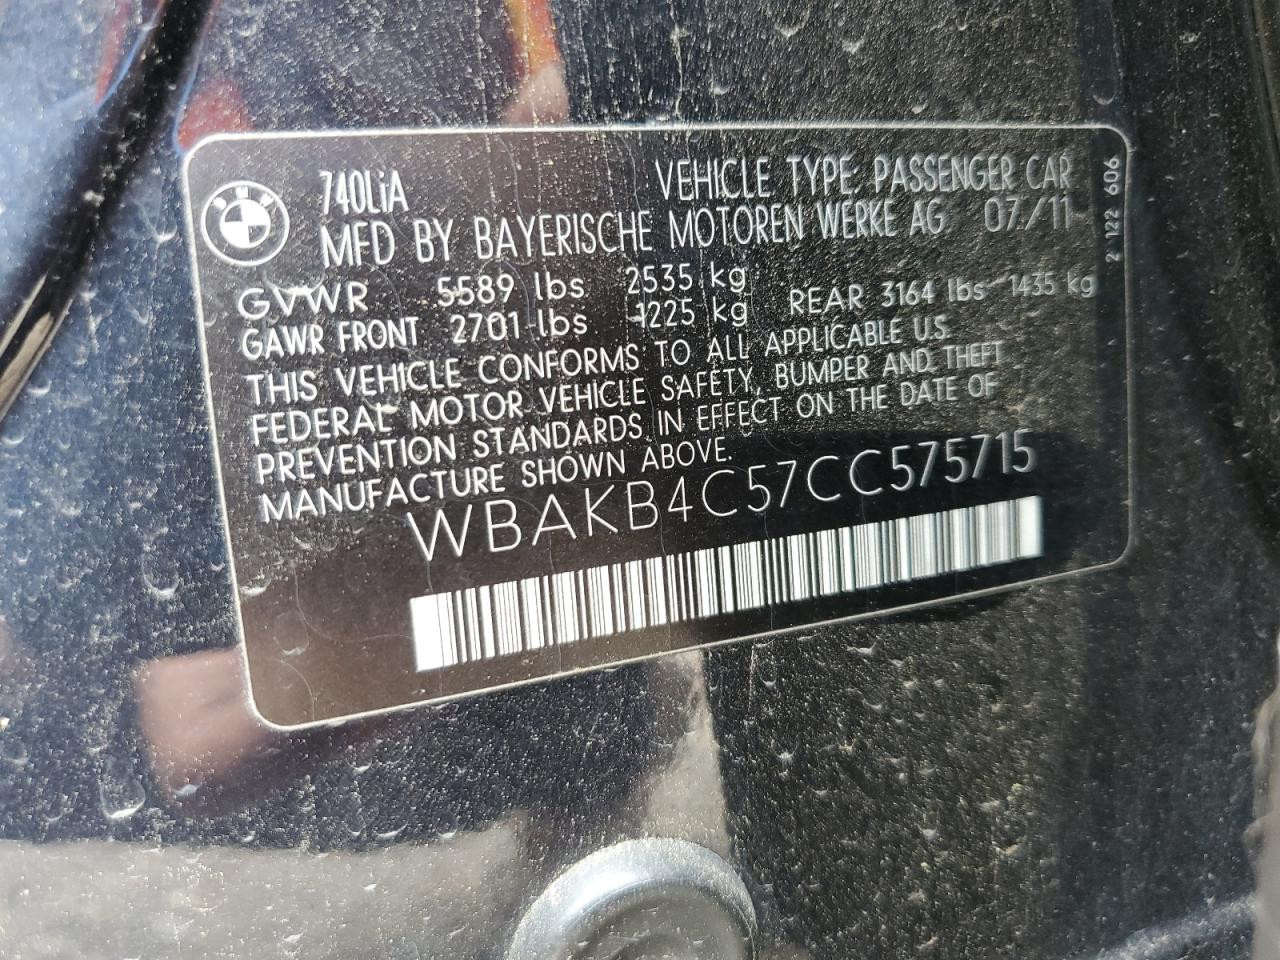 740LiA VEHICLE TYPE: PASSENGER CAR
MFD BY BAYERISCHE MOTOREN WERKE AG 07/11
GVWR 5589 lbs 2535 kg
GAWR FRONT 2701 lbs 1225 kg REAR 3164 lbs 1435 kg
THIS VEHICLE CONFORMS TO ALL APPLICABLE U.S.
FEDERAL MOTOR VEHICLE SAFETY, BUMPER AND THEFT
PREVENTION STANDARDS IN EFFECT ON THE DATE OF
MANUFACTURE SHOWN ABOVE.
WBAKB4C57CC575715
2 122 606
BMW